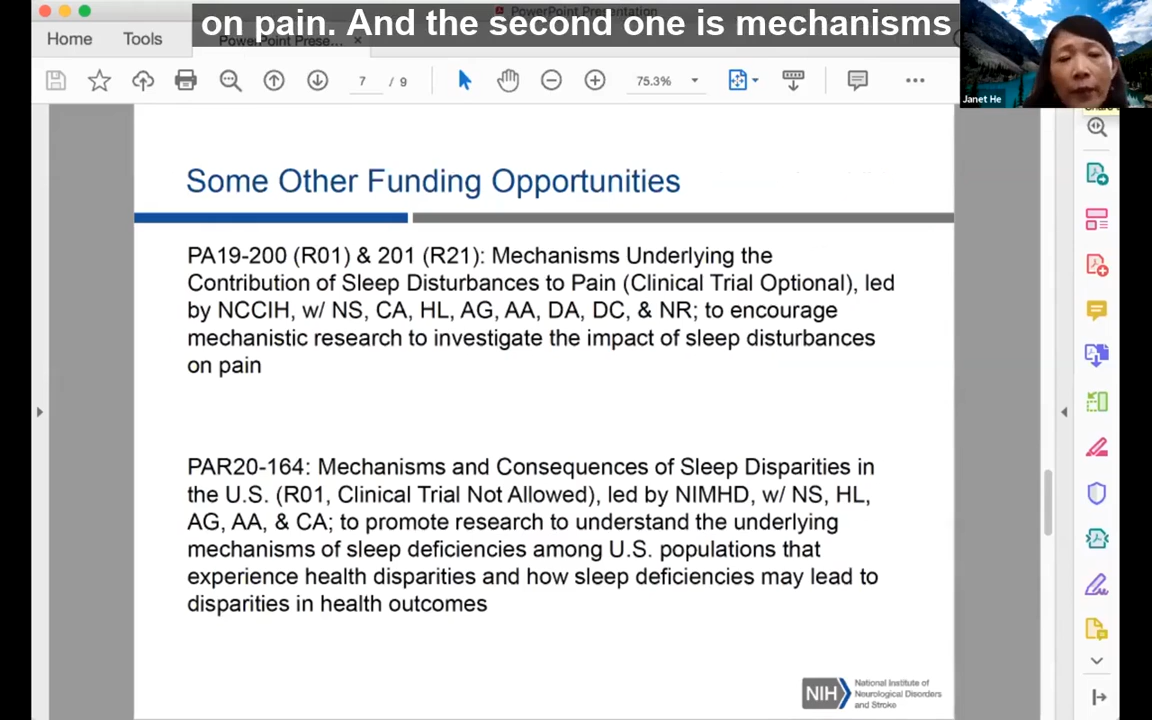 on pain. And the second one is mechanisms
PowerPoint Presentation
Home
Tools
PowerPoint Prese...
7 / 9
75.3%
Janet He
Some Other Funding Opportunities
PA19-200 (R01) & 201 (R21): Mechanisms Underlying the
Contribution of Sleep Disturbances to Pain (Clinical Trial Optional), led
by NCCIH, w/ NS, CA, HL, AG, AA, DA, DC, & NR; to encourage
mechanistic research to investigate the impact of sleep disturbances
on pain
PAR20-164: Mechanisms and Consequences of Sleep Disparities in
the U.S. (R01, Clinical Trial Not Allowed), led by NIMHD, w/ NS, HL,
AG, AA, & CA; to promote research to understand the underlying
mechanisms of sleep deficiencies among U.S. populations that
experience health disparities and how sleep deficiencies may lead to
disparities in health outcomes
NIH
National Institute of
Neurological Disorders
and Stroke